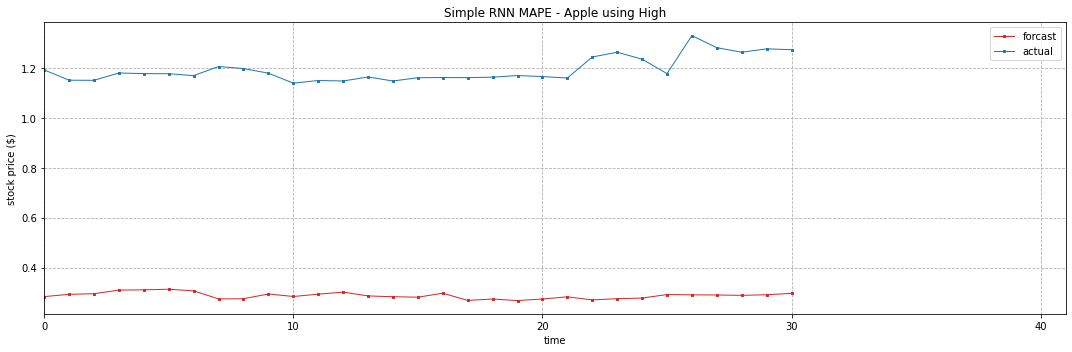 Simple RNN MAPE - Apple using High
forcast
actual
stock price ($)
1.2
1.0
0.8
0.6
0.4
0
10
20
30
40
time